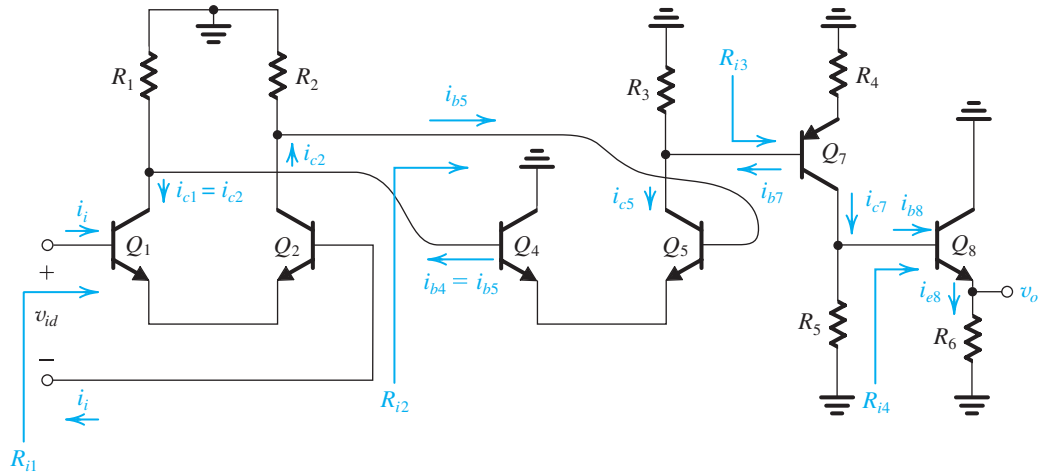 R1
R2
R3
Ri3
R4
ib5
Q7
ic2
ic1 = ic2
ib7
ic5
ic7
ib8
ii
Q1
Q2
Q4
Q5
Q8
+
ib4 = ib5
ie8
vo
vid
R5
R6
−
Ri2
Ri4
ii
Ri1